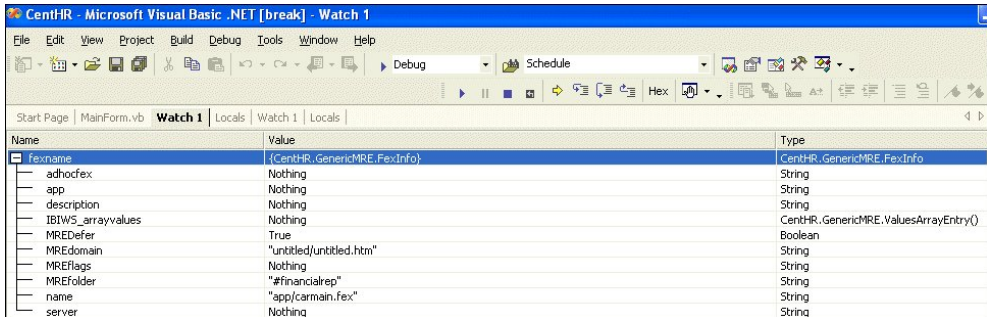 CentHR - Microsoft Visual Basic .NET [break] - Watch 1
File Edit View Project Build Debug Tools Window Help
Debug Schedule
Hex
Start Page MainForm.vb Watch 1 Locals Watch 1 Locals
Name Value Type
fexname {CentHR.GenericMRE.FexInfo} CentHR.GenericMRE.FexInfo
adhocfex Nothing String
app Nothing String
description Nothing String
IBIWS_arrayvalues Nothing CentHR.GenericMRE.ValuesArrayEntry()
MREDefer True Boolean
MREdomain "untitled/untitled.htm" String
MREflags Nothing String
MREfolder "#financialrep" String
name "app/carmain.fex" String
server Nothing String